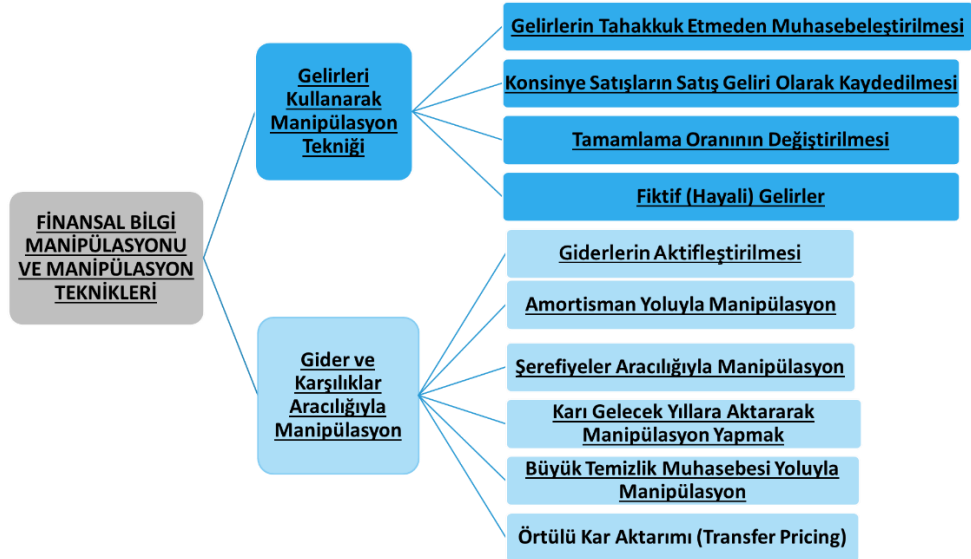 FİNANSAL BİLGİ
MANİPÜLASYONU
VE MANİPÜLASYON
TEKNİKLERİ
Gelirleri
Kullanarak
Manipülasyon
Tekniği
Gelirlerin Tahakkuk Etmeden Muhasebeleştirilmesi
Konsinye Satışların Satış Geliri Olarak Kaydedilmesi
Tamamlama Oranının Değiştirilmesi
Fiktif (Hayali) Gelirler
Gider ve
Karşılıklar
Aracılığıyla
Manipülasyon
Giderlerin Aktifleştirilmesi
Amortisman Yoluyla Manipülasyon
Şerefiyeler Aracılığıyla Manipülasyon
Karı Gelecek Yıllara Aktararak
Manipülasyon Yapmak
Büyük Temizlik Muhasebesi Yoluyla
Manipülasyon
Örtülü Kar Aktarımı (Transfer Pricing)